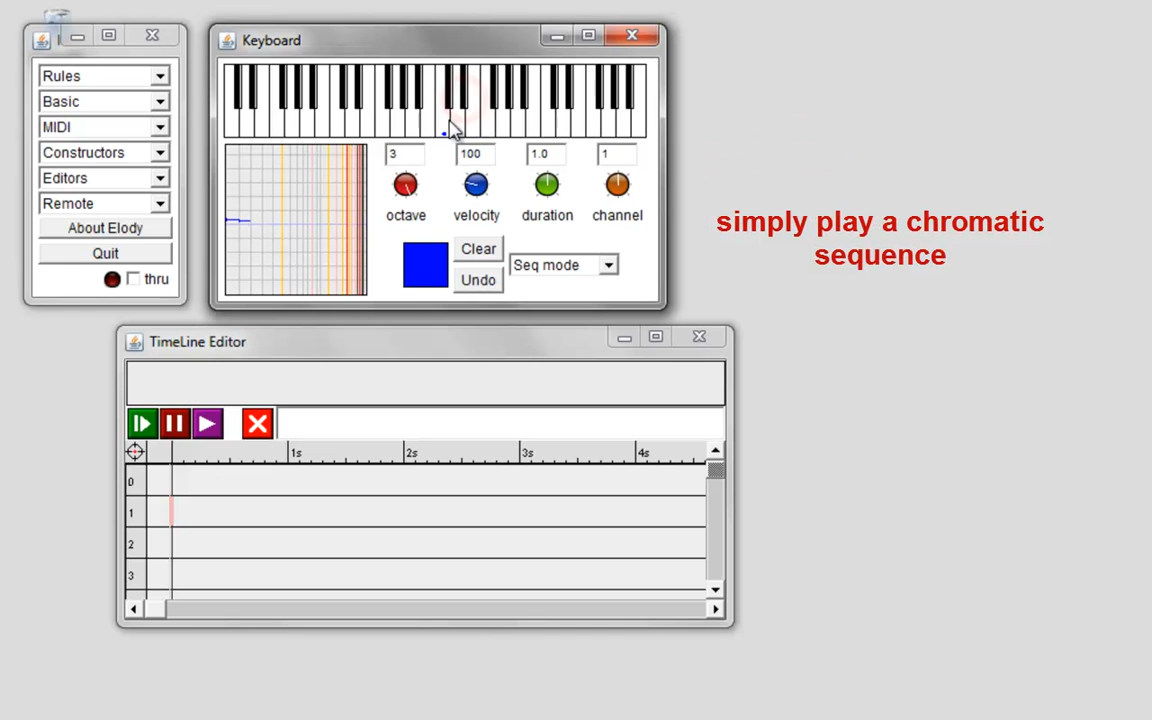 Keyboard
Rules
Basic
MIDI
Constructors
Editors
Remote
About Elody
Quit
thru
3
100
1.0
1
octave
velocity
duration
channel
Clear
Undo
Seq mode
simply play a chromatic
sequence
TimeLine Editor
1s
2s
3s
4s
0
1
2
3